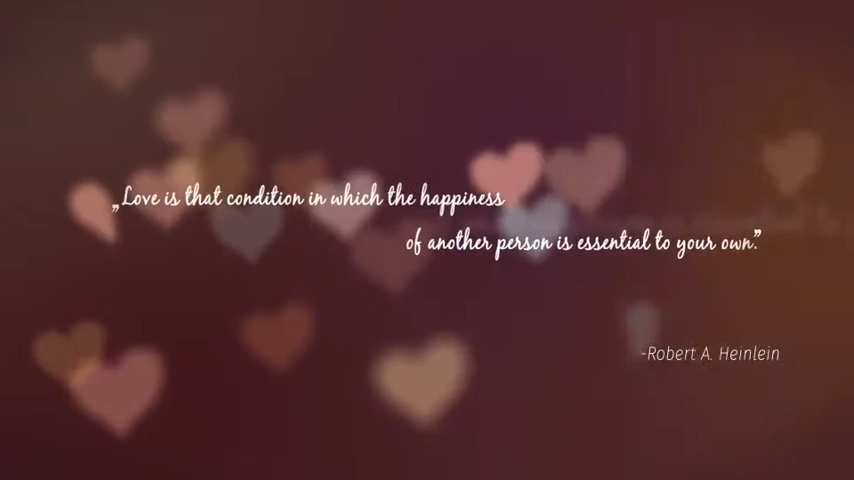 „Love is that condition in which the happiness
of another person is essential to your own.”
-Robert A. Heinlein